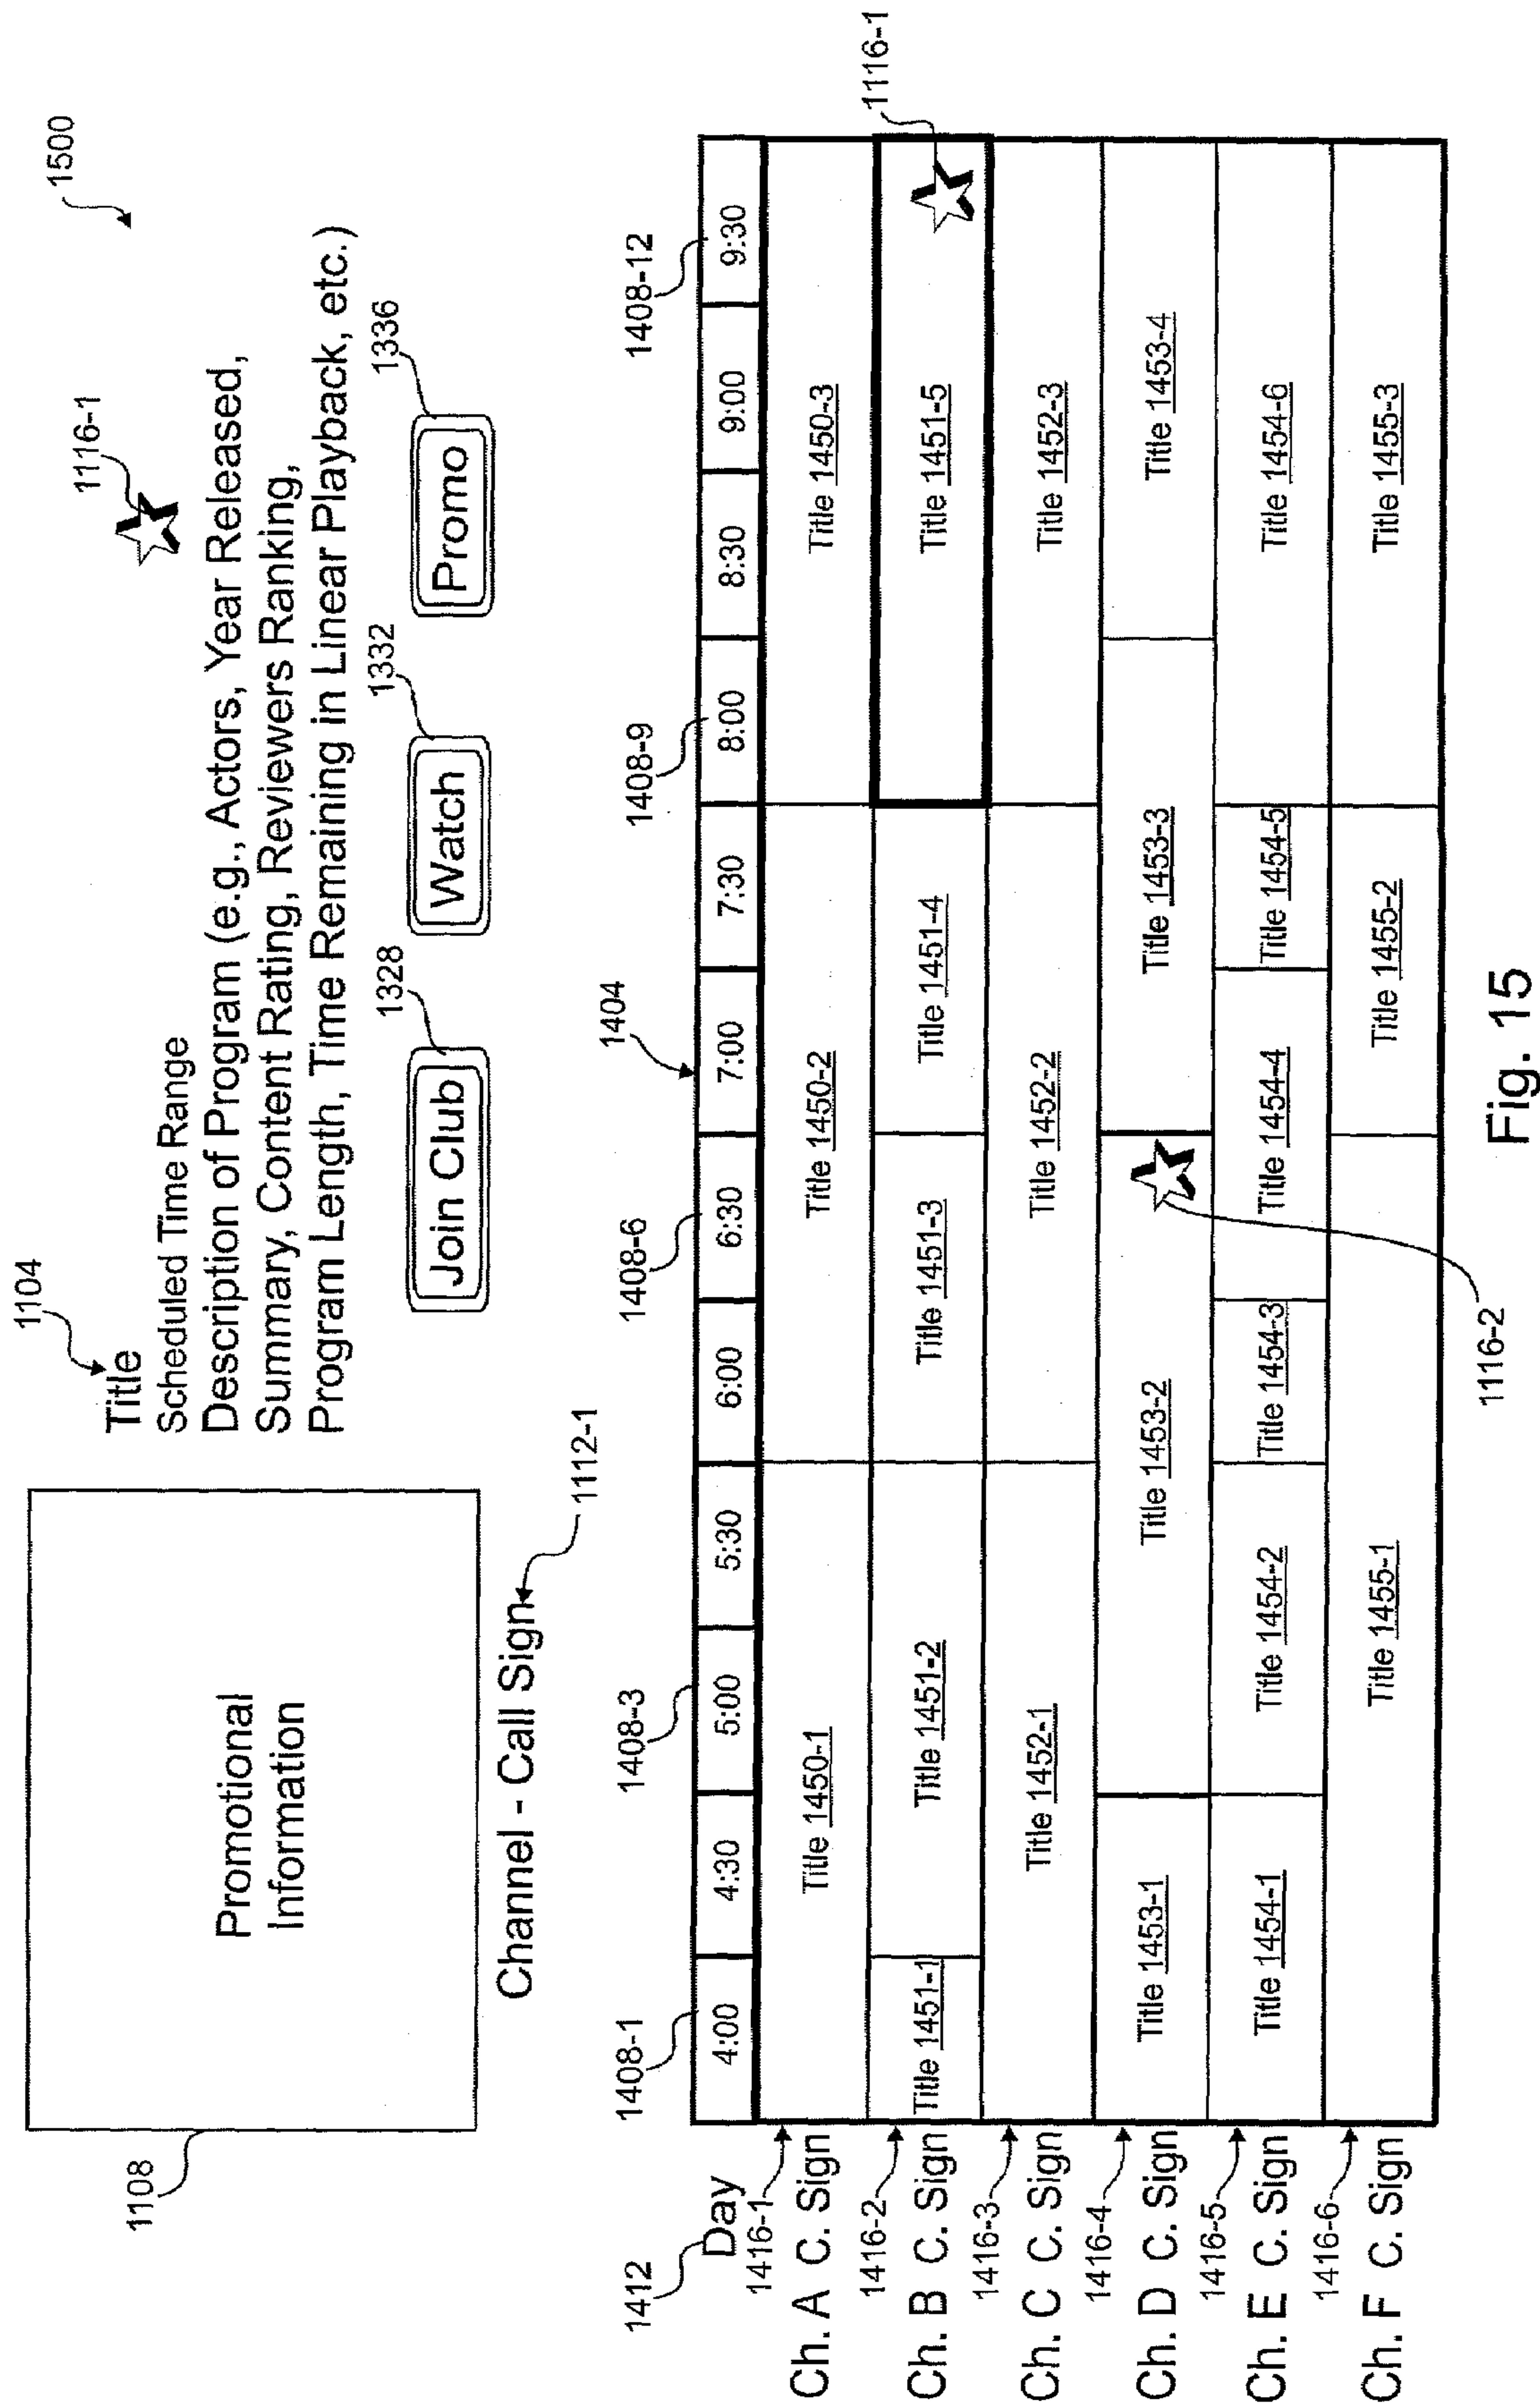 1500
1104
Title
1116-1
Scheduled Time Range
Description of Program (e.g., Actors, Year Released,
Summary, Content Rating, Reviewers Ranking,
Program Length, Time Remaining in Linear Playback, etc.)
1108
Promotional
Information
Channel - Call Sign
1112-1
1328
Join Club
1332
Watch
1336
Promo
1412
Day
1408-1
1408-3
1408-6
1404
1408-9
1408-12
4:00 4:30 5:00 5:30 6:00 6:30 7:00 7:30 8:00 8:30 9:00 9:30
1416-1
Ch. A C. Sign Title 1450-1 Title 1450-2 Title 1450-3
1116-1
1416-2
Ch. B C. Sign Title 1451-1 Title 1451-2 Title 1451-3 Title 1451-4 Title 1451-5
1416-3
Ch. C C. Sign Title 1452-1 Title 1452-2 Title 1452-3
1416-4
Ch. D C. Sign Title 1453-1 Title 1453-2 Title 1453-3 Title 1453-4
1416-5
Ch. E C. Sign Title 1454-1 Title 1454-2 Title 1454-3 Title 1454-4 Title 1454-5 Title 1454-6
1416-6
Ch. F C. Sign Title 1455-1 Title 1455-2 Title 1455-3
1116-2
Fig. 15